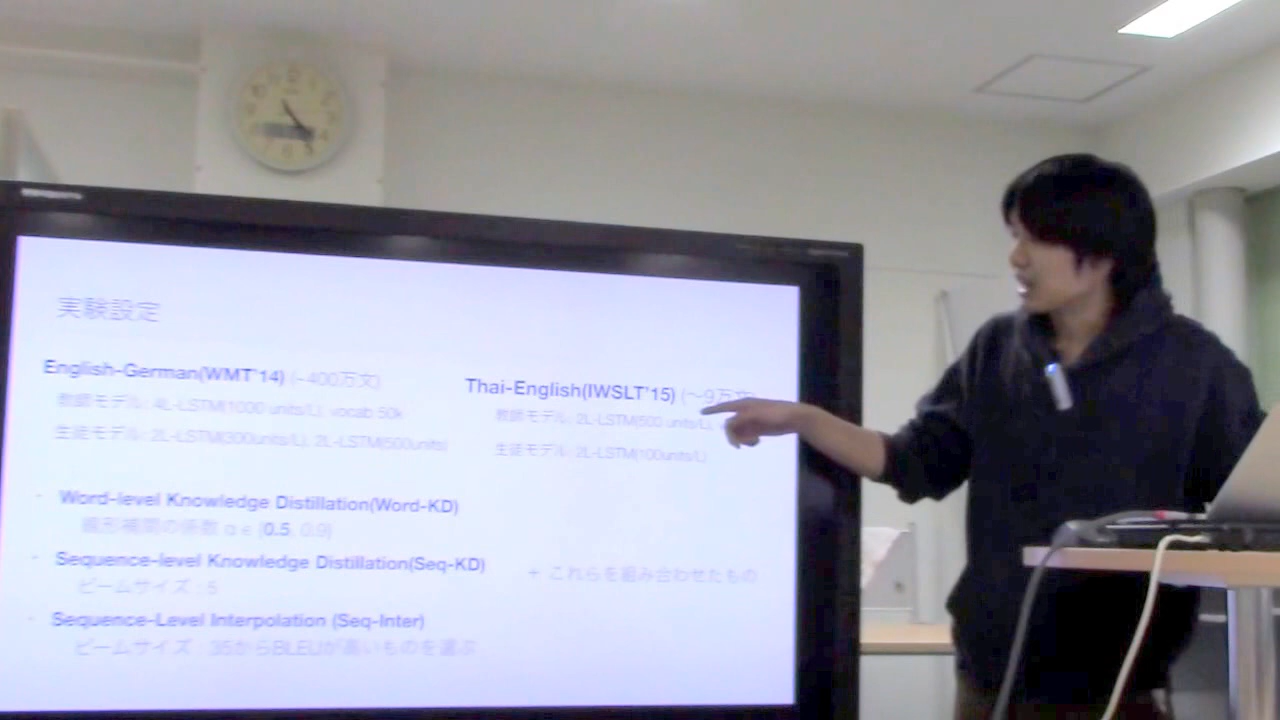 実験設定
English-German(WMT'14) (~400万文)
教師モデル: 4L-LSTM(1000 units/L), vocab 50k
生徒モデル: 2L-LSTM(300units/L), 2L-LSTM(500units)
Thai-English(IWSLT'15) (~9万文
教師モデル: 2L-LSTM(500 units/L),
生徒モデル: 2L-LSTM(100units/L)
- Word-level Knowledge Distillation(Word-KD)
線形補間の係数 α ∈ {0.5, 0.9}
- Sequence-level Knowledge Distillation(Seq-KD)
ビームサイズ : 5
+ これらを組み合わせたもの
- Sequence-Level Interpolation (Seq-Inter)
ビームサイズ : 35からBLEUが高いものを選ぶ